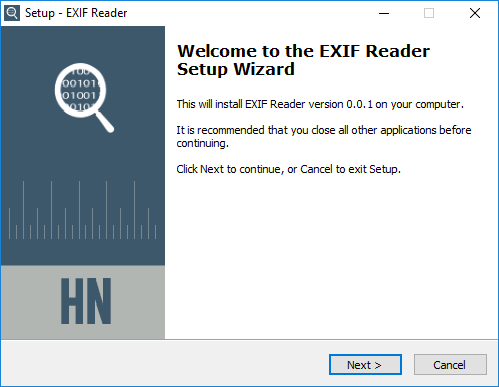 Setup - EXIF Reader
Welcome to the EXIF Reader
Setup Wizard
This will install EXIF Reader version 0.0.1 on your computer.
It is recommended that you close all other applications before
continuing.
Click Next to continue, or Cancel to exit Setup.
100
00101
01001
0101
HN
Next >
Cancel